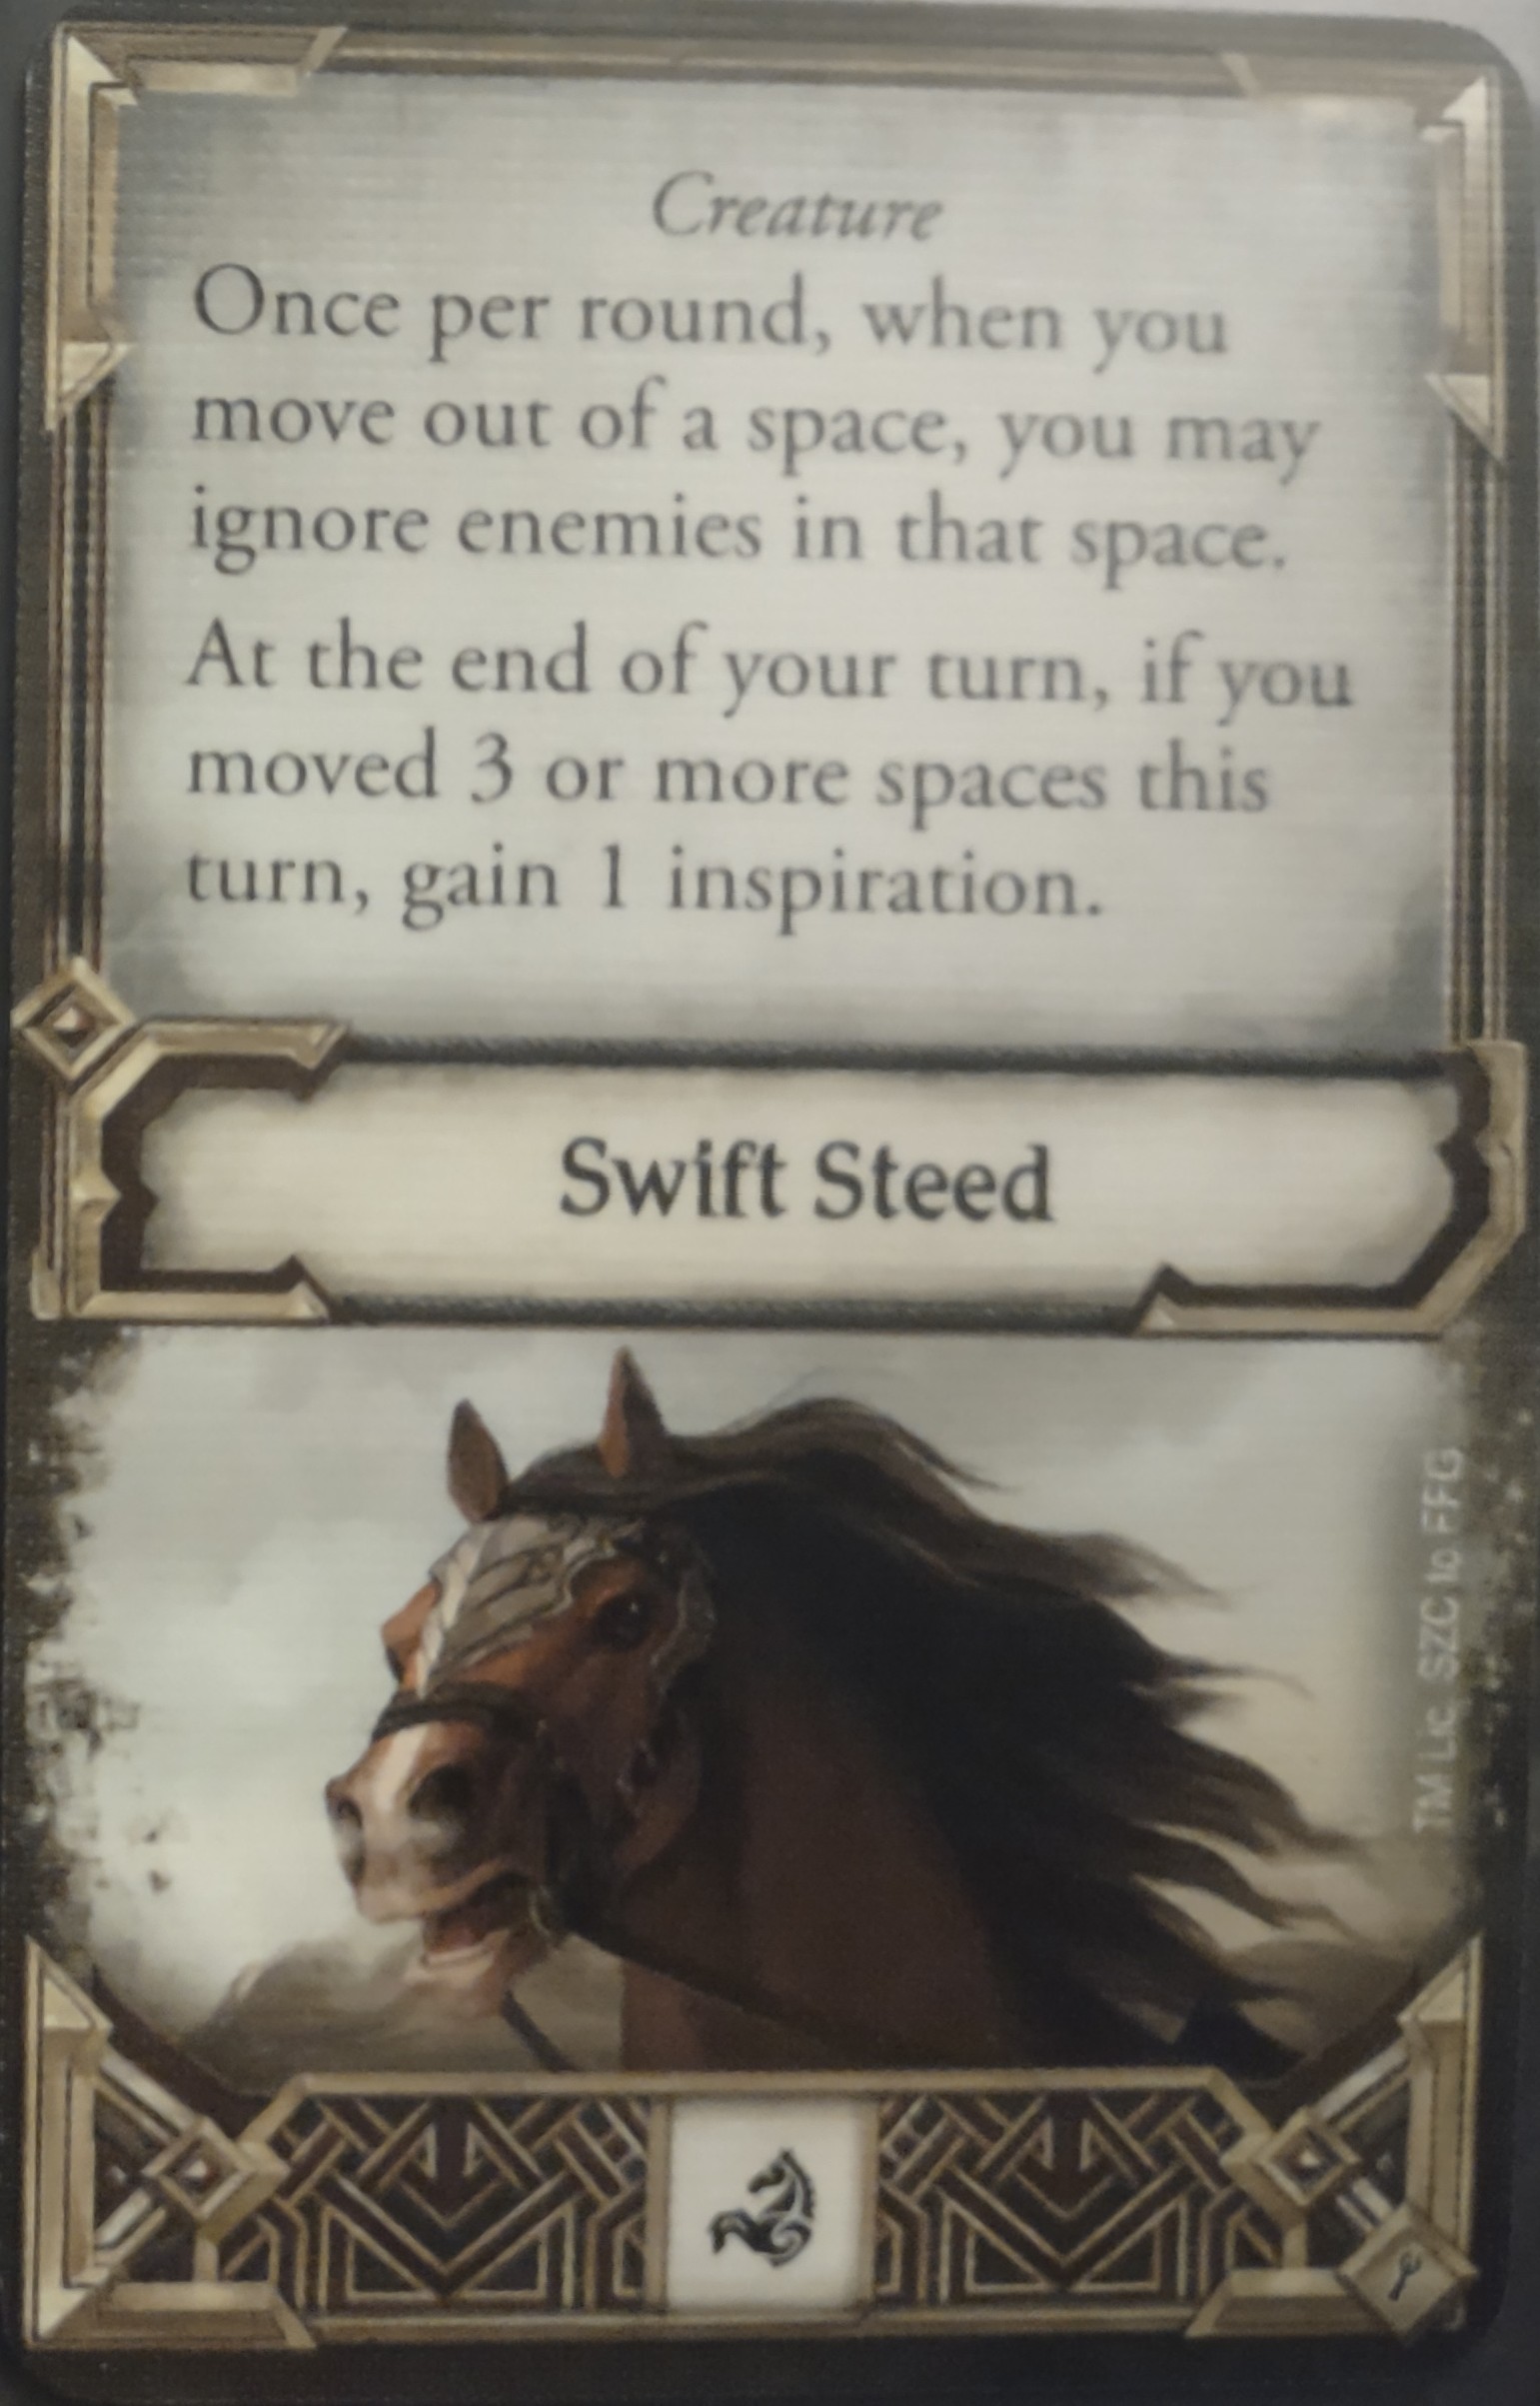 Creature
Once per round, when you
move out of a space, you may
ignore enemies in that space.
At the end of your turn, if you
moved 3 or more spaces this
turn, gain 1 inspiration.
Swift Steed
TM Lic. SZC to FFG